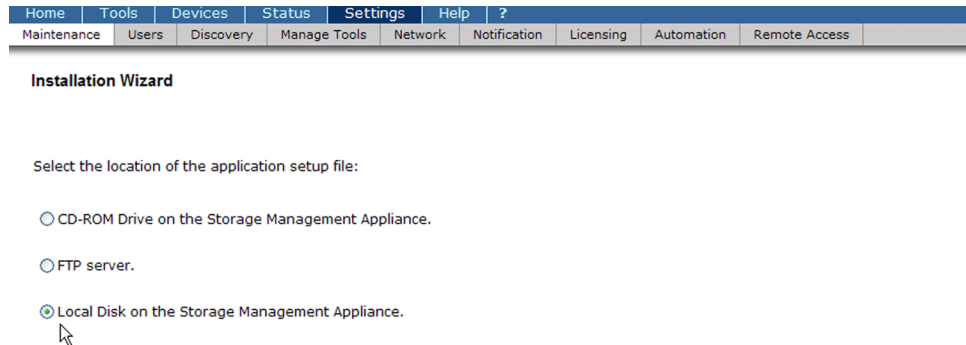 Home Tools Devices Status Settings Help ?
Maintenance Users Discovery Manage Tools Network Notification Licensing Automation Remote Access
Installation Wizard
Select the location of the application setup file:
CD-ROM Drive on the Storage Management Appliance.
FTP server.
Local Disk on the Storage Management Appliance.